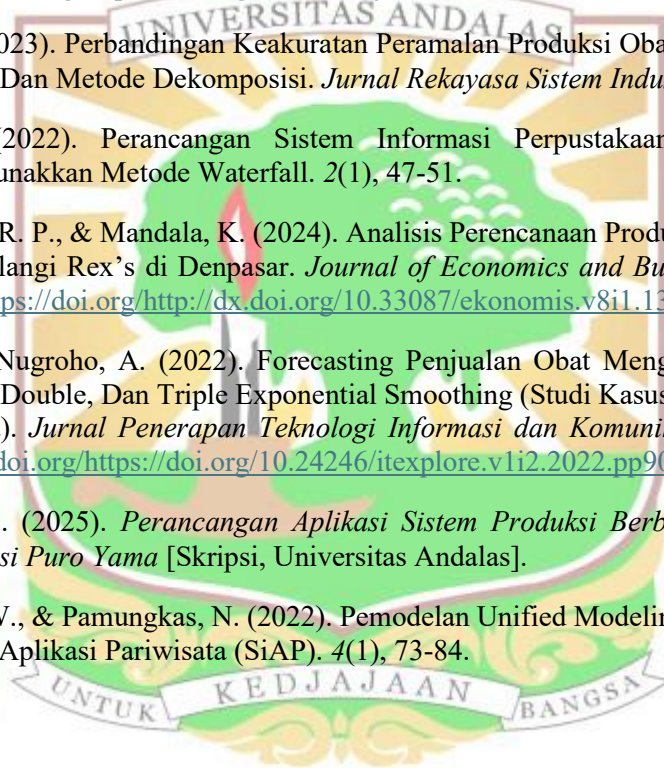 UNIVERSITAS ANDALAS
023). Perbandingan Keakuratan Peramalan Produksi Oba
Dan Metode Dekomposisi. Jurnal Rekayasa Sistem Indu
(2022). Perancangan Sistem Informasi Perpustakaan
unakkan Metode Waterfall. 2(1), 47-51.
R. P., & Mandala, K. (2024). Analisis Perencanaan Produ
langi Rex’s di Denpasar. Journal of Economics and Bu
ps://doi.org/http://dx.doi.org/10.33087/ekonomis.v8i1.13
Nugroho, A. (2022). Forecasting Penjualan Obat Meng
Double, Dan Triple Exponential Smoothing (Studi Kasus
). Jurnal Penerapan Teknologi Informasi dan Komuni
doi.org/https://doi.org/10.24246/itexplore.v1i2.2022.pp90
. (2025). Perancangan Aplikasi Sistem Produksi Berb
si Puro Yama [Skripsi, Universitas Andalas].
V., & Pamungkas, N. (2022). Pemodelan Unified Modelin
Aplikasi Pariwisata (SiAP). 4(1), 73-84.
UNTUK KEDJAJAAN BANGSA